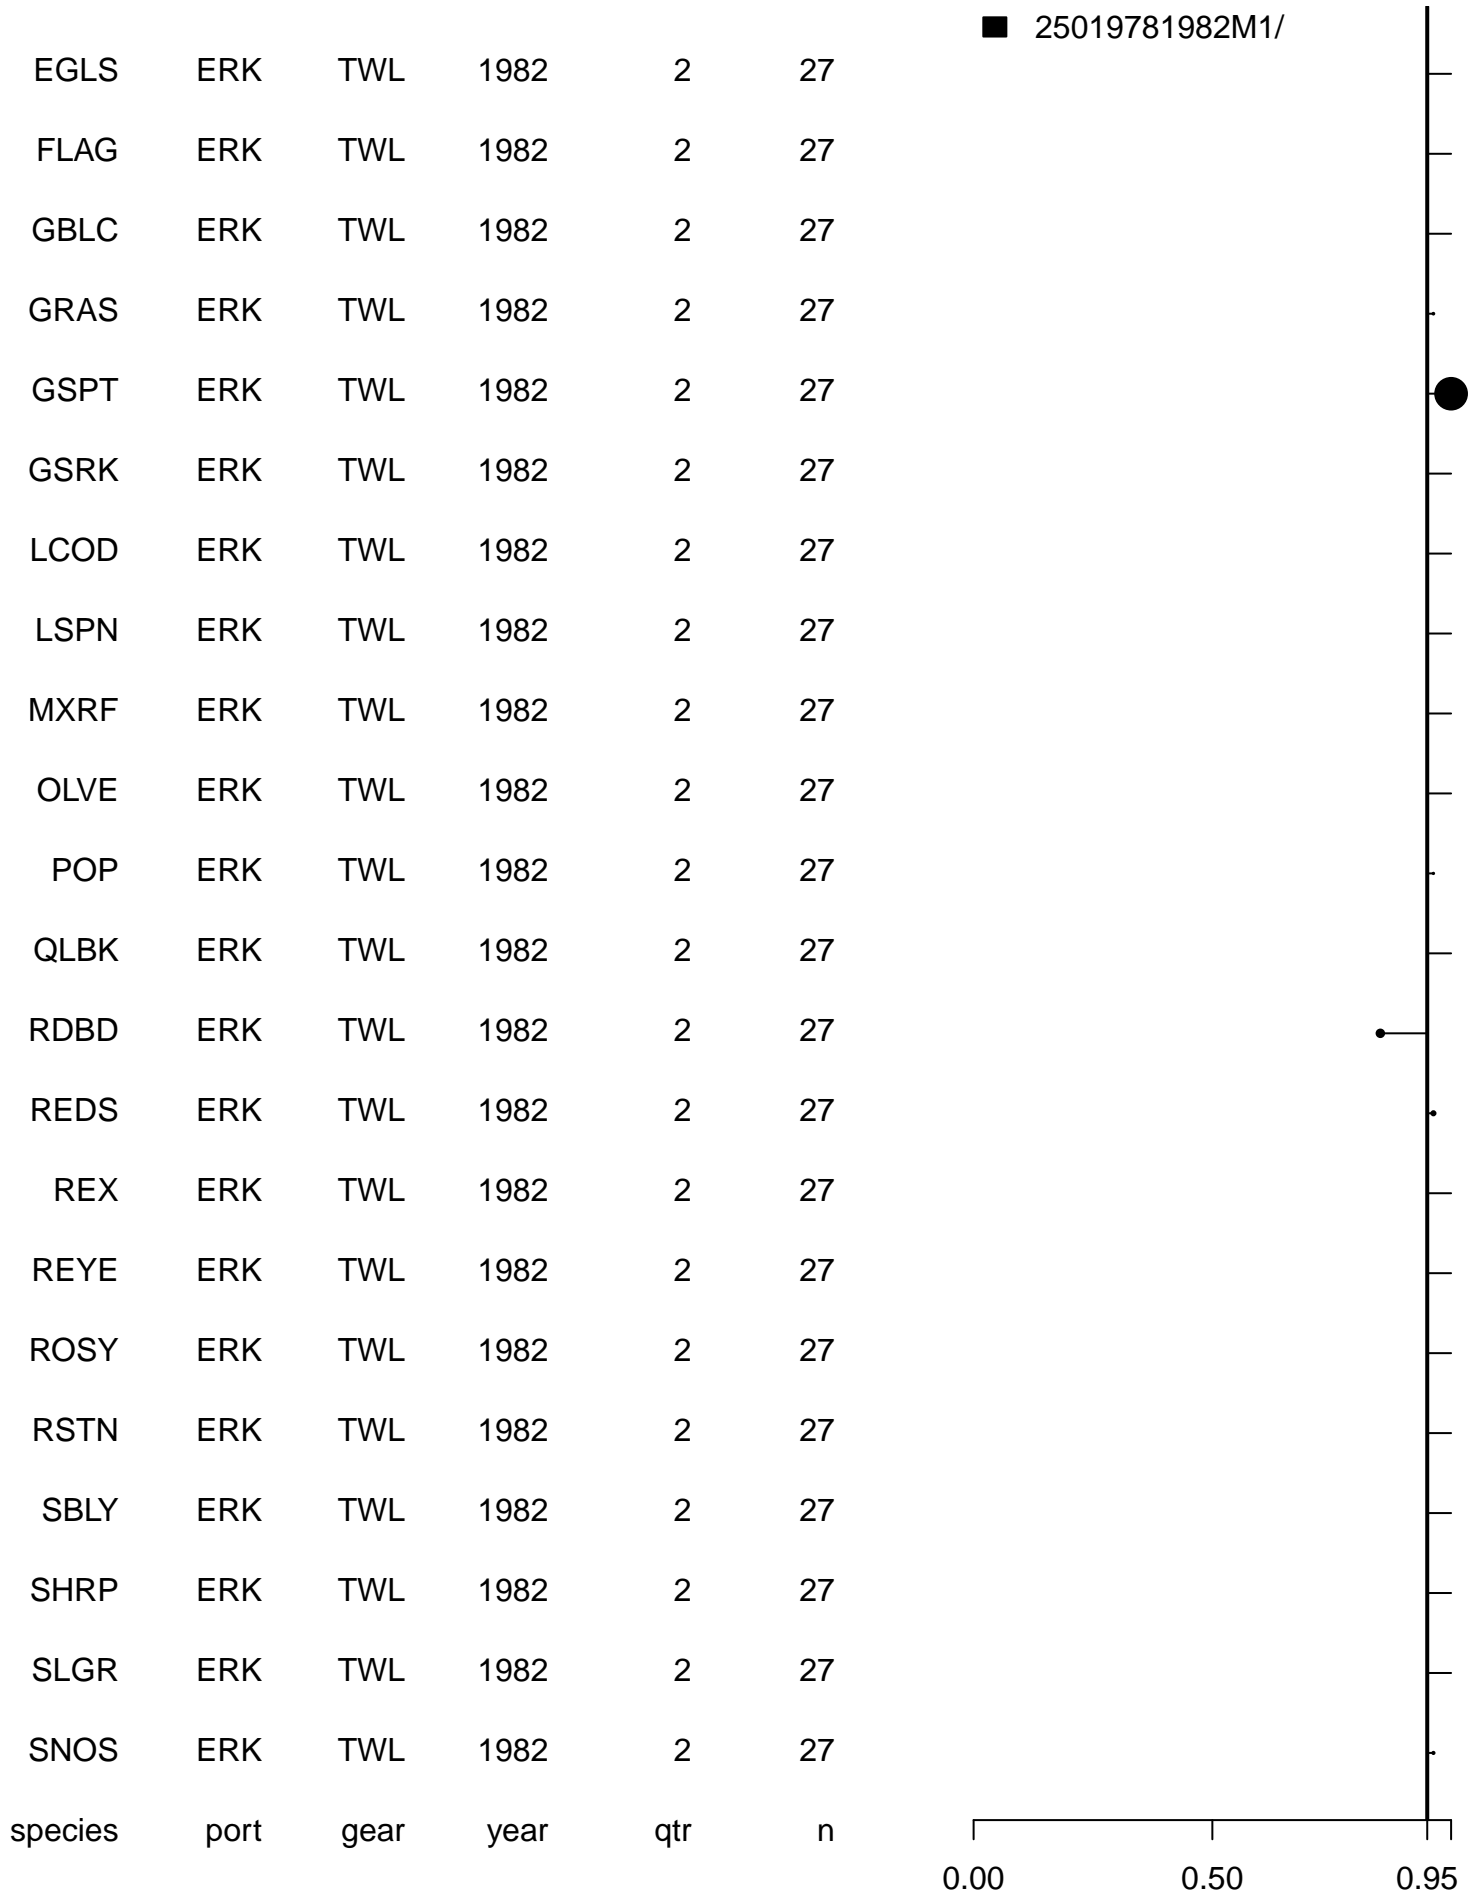 25019781982M1/
EGLS ERK TWL 1982 2 27
FLAG ERK TWL 1982 2 27
GBLC ERK TWL 1982 2 27
GRAS ERK TWL 1982 2 27
GSPT ERK TWL 1982 2 27
GSRK ERK TWL 1982 2 27
LCOD ERK TWL 1982 2 27
LSPN ERK TWL 1982 2 27
MXRF ERK TWL 1982 2 27
OLVE ERK TWL 1982 2 27
POP ERK TWL 1982 2 27
QLBK ERK TWL 1982 2 27
RDBD ERK TWL 1982 2 27
REDS ERK TWL 1982 2 27
REX ERK TWL 1982 2 27
REYE ERK TWL 1982 2 27
ROSY ERK TWL 1982 2 27
RSTN ERK TWL 1982 2 27
SBLY ERK TWL 1982 2 27
SHRP ERK TWL 1982 2 27
SLGR ERK TWL 1982 2 27
SNOS ERK TWL 1982 2 27
species port gear year qtr n
0.00 0.50 0.95